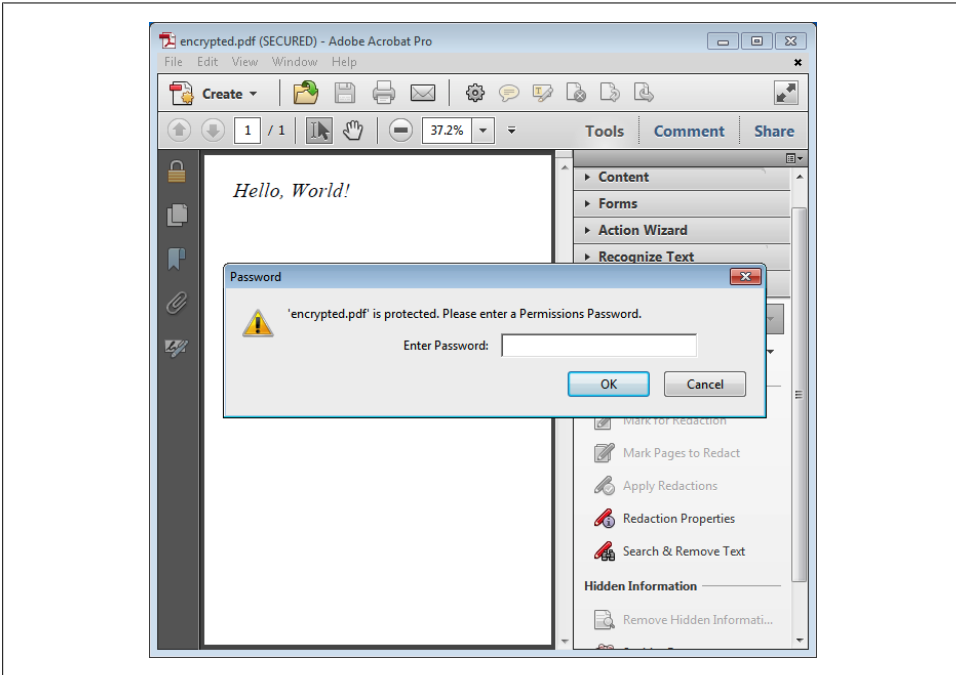 encrypted.pdf (SECURED) - Adobe Acrobat Pro
File Edit View Window Help
Create
1 / 1 37.2% Tools Comment Share
Content
Hello, World!
Forms
Action Wizard
Recognize Text
Password
'encrypted.pdf' is protected. Please enter a Permissions Password.
Enter Password:
OK Cancel
Mark for Redaction
Mark Pages to Redact
Apply Redactions
Redaction Properties
Search & Remove Text
Hidden Information
Remove Hidden Informati...